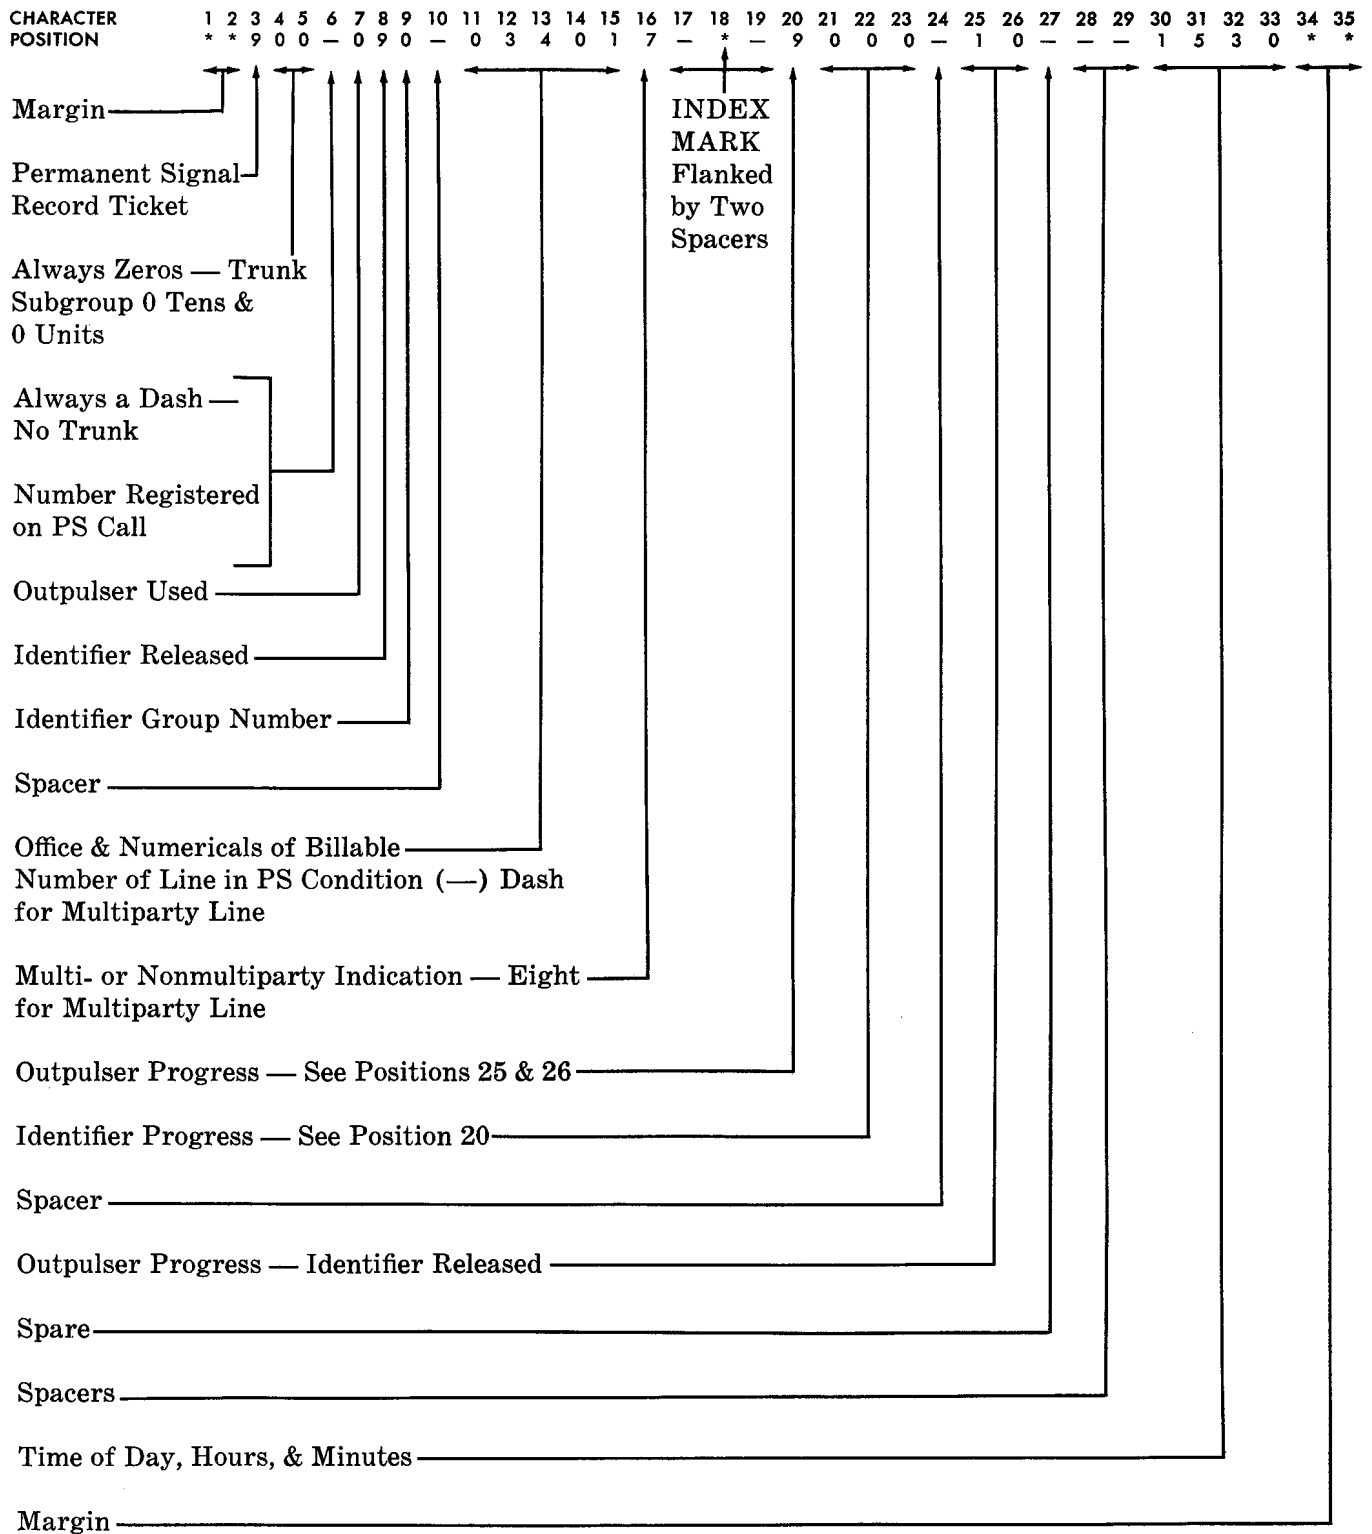 CHARACTER 1 2 3 4 5 6 7 8 9 10 11 12 13 14 15 16 17 18 19 20 21 22 23 24 25 26 27 28 29 30 31 32 33 34 35
POSITION * * 9 0 0 — 0 9 0 — 0 3 4 0 1 7 — * — 9 0 0 0 — 1 0 — — — 1 5 3 0 * *
Margin
INDEX
MARK
Flanked
by Two
Spacers
Permanent Signal
Record Ticket
Always Zeros — Trunk
Subgroup 0 Tens &
0 Units
Always a Dash —
No Trunk
Number Registered
on PS Call
Outpulser Used
Identifier Released
Identifier Group Number
Spacer
Office & Numericals of Billable
Number of Line in PS Condition (—) Dash
for Multiparty Line
Multi- or Nonmultiparty Indication — Eight
for Multiparty Line
Outpulser Progress — See Positions 25 & 26
Identifier Progress — See Position 20
Spacer
Outpulser Progress — Identifier Released
Spare
Spacers
Time of Day, Hours, & Minutes
Margin